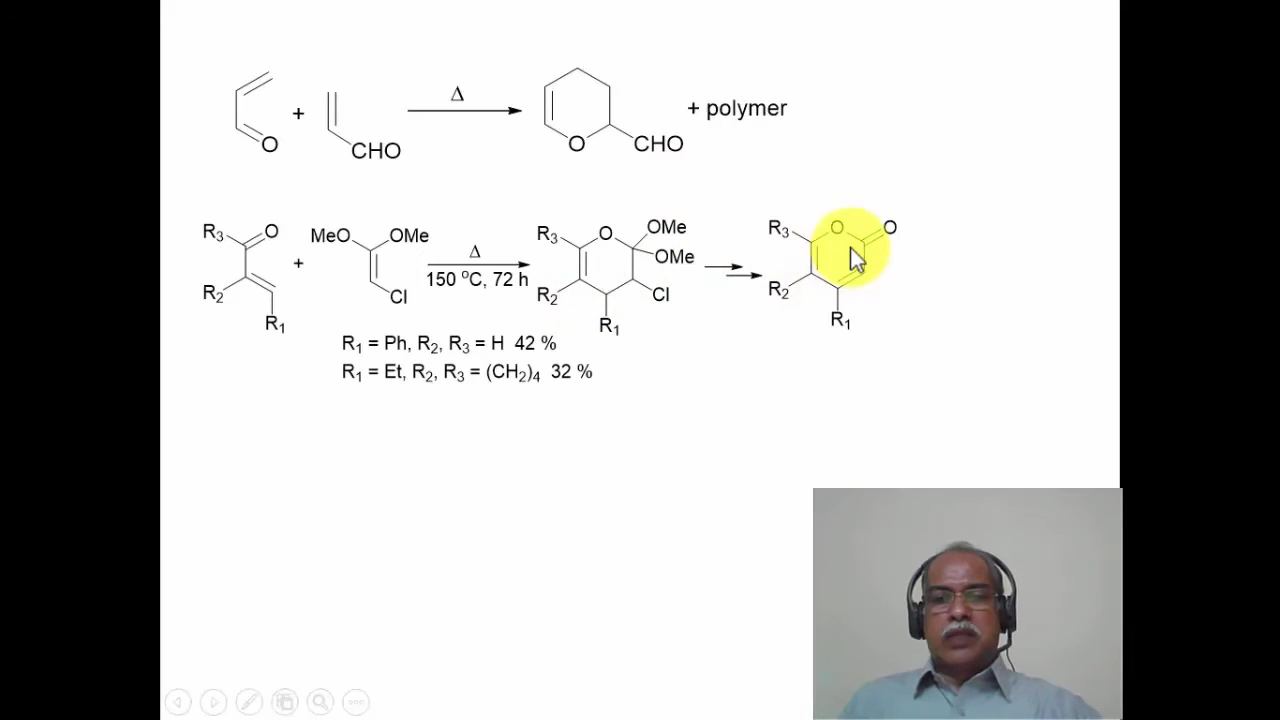 O + CHO Δ O CHO + polymer
R3 O + MeO OMe Cl Δ R3 O OMe OMe R3 O O
R2 R1 150 °C, 72 h R2 Cl R1 R2 R1
R1 = Ph, R2, R3 = H 42 %
R1 = Et, R2, R3 = (CH2)4 32 %